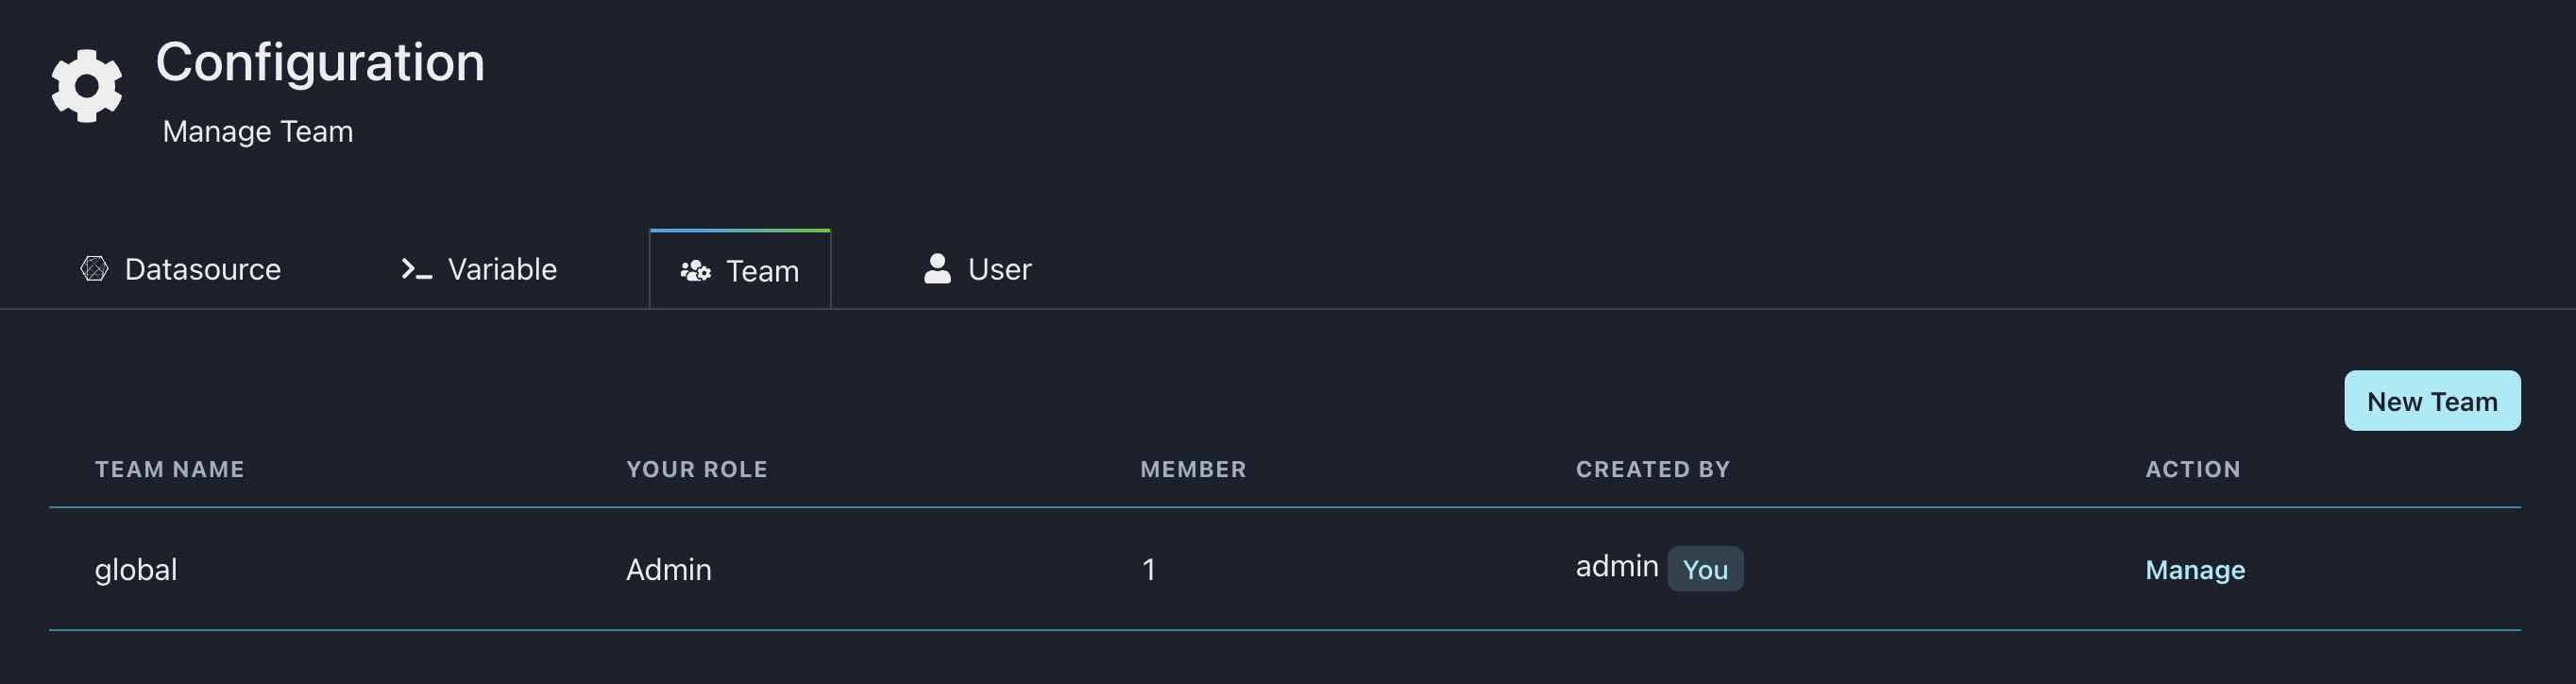 Configuration
Manage Team
Datasource Variable Team User
New Team
TEAM NAME YOUR ROLE MEMBER CREATED BY ACTION
global Admin 1 admin You Manage